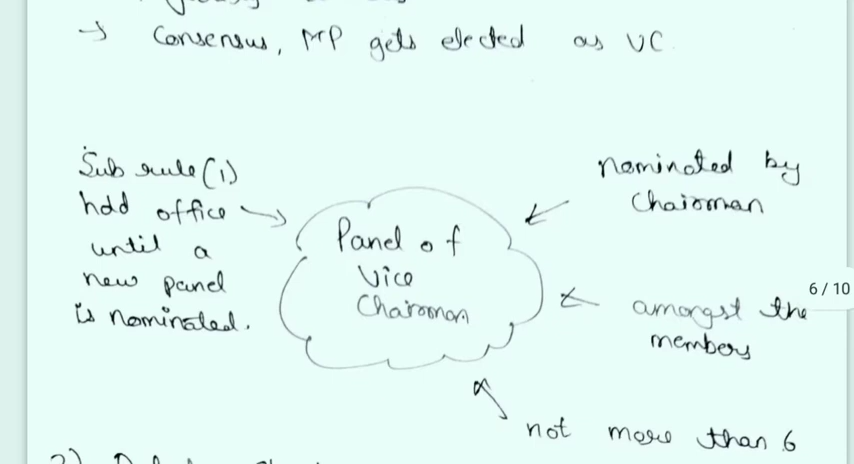 → Consensus, MP gets elected as VC
Sub rule (1)
hold office
until a
new panel
is nominated.
Panel of
Vice
Chairman
nominated by
Chairman
6 / 10
amongst the
members
not more than 6